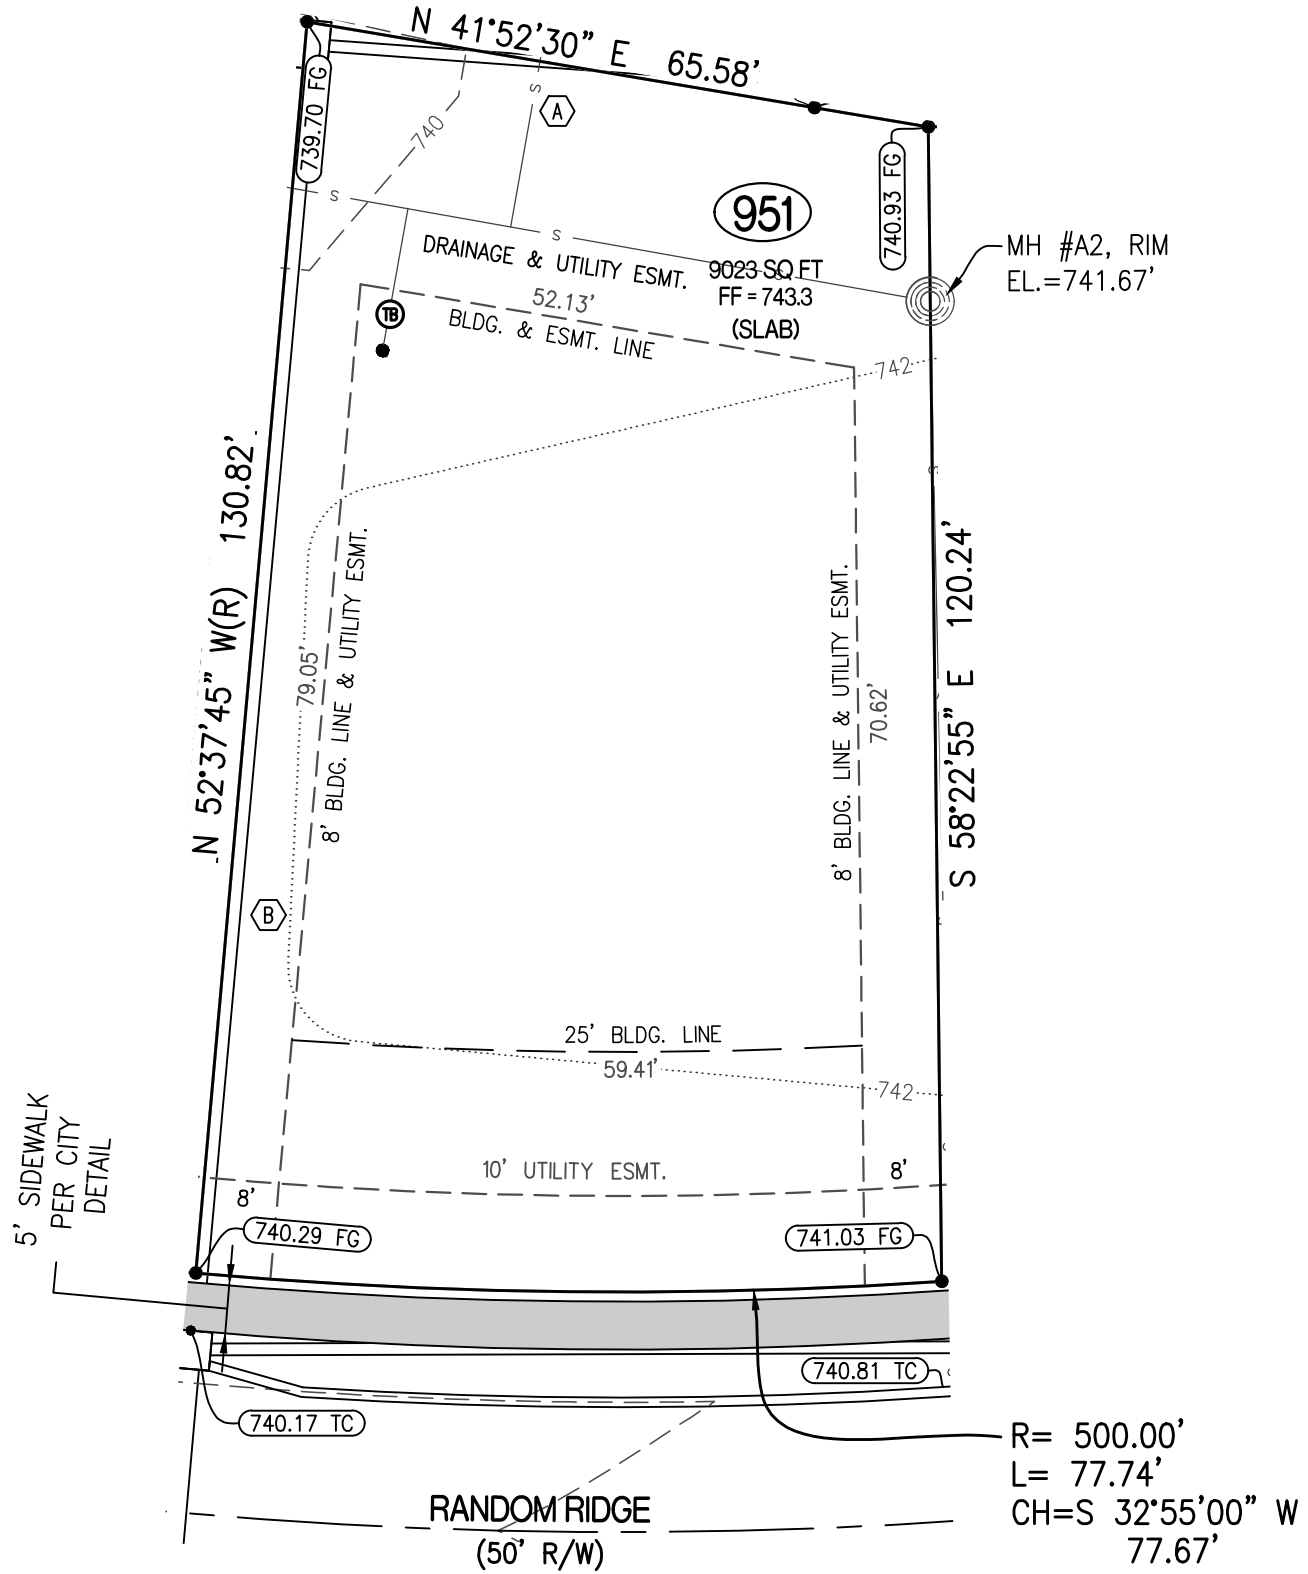 N 41°52'30" E 65.58'
739.70 FG
740
S
A
951
740.93 FG
MH #A2, RIM
EL.=741.67'
S
S
DRAINAGE & UTILITY ESMT.
9023 SQ FT
FF = 743.3
(SLAB)
52.13'
TB
BLDG. & ESMT. LINE
742
N 52°37'45" W(R) 130.82'
79.05'
8' BLDG. LINE & UTILITY ESMT.
8' BLDG. LINE & UTILITY ESMT.
70.62'
S 58°22'55" E 120.24'
B
25' BLDG. LINE
59.41'
742
5' SIDEWALK
PER CITY
DETAIL
10' UTILITY ESMT.
8'
8'
740.29 FG
741.03 FG
740.81 TC
740.17 TC
R= 500.00'
L= 77.74'
CH=S 32°55'00" W
77.67'
RANDOM RIDGE
(50' R/W)